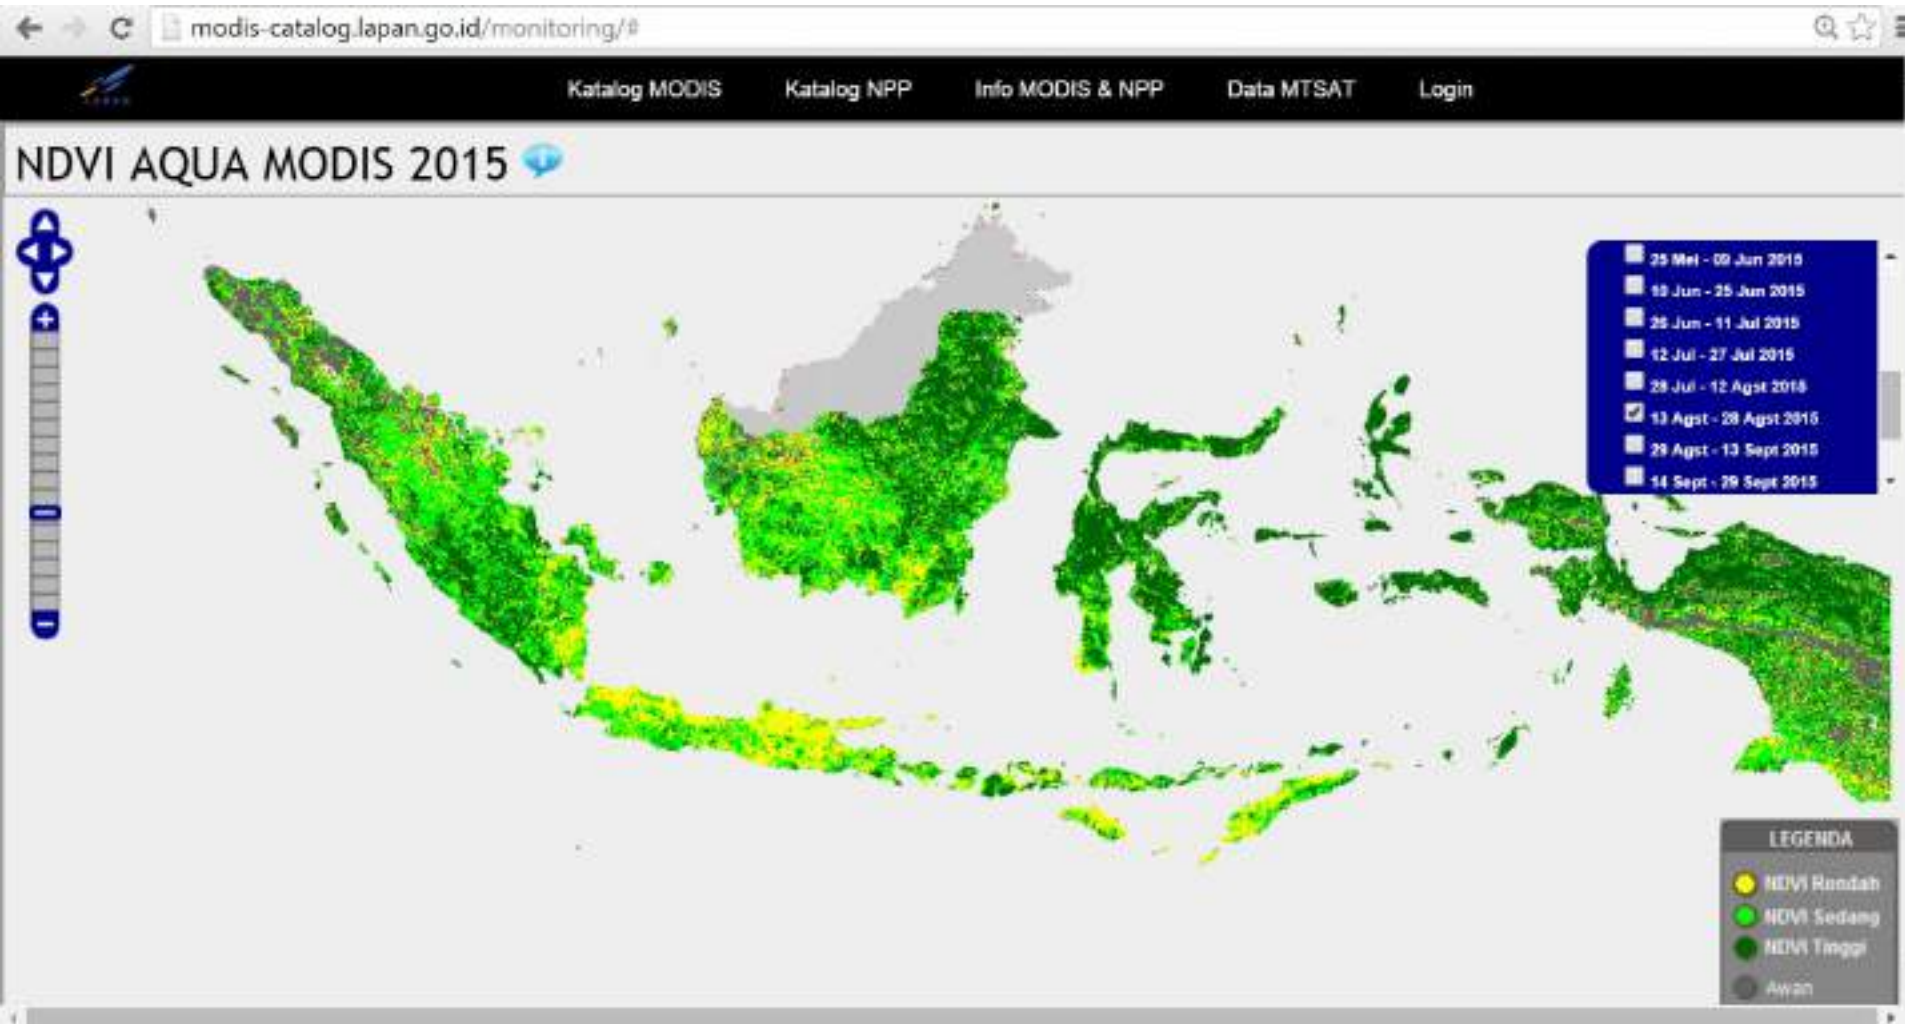 modis-catalog.lapan.go.id/monitoring/#
Katalog MODIS Katalog NPP Info MODIS & NPP Data MTSAT Login
NDVI AQUA MODIS 2015
25 Mei - 09 Jun 2015
10 Jun - 25 Jun 2015
26 Jun - 11 Jul 2015
12 Jul - 27 Jul 2015
28 Jul - 12 Agst 2015
13 Agst - 28 Agst 2015
29 Agst - 13 Sept 2015
14 Sept - 29 Sept 2015
LEGENDA
NDVI Rendah
NDVI Sedang
NDVI Tinggi
Awan